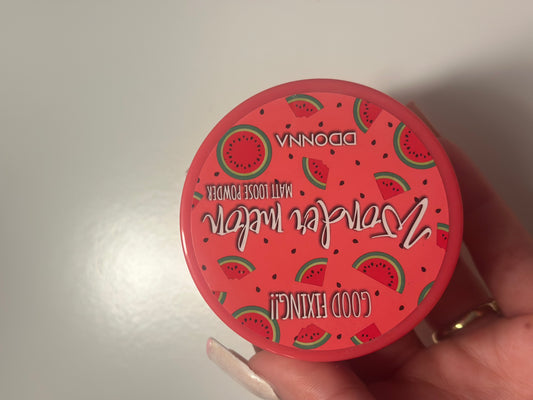 GOOD FIXING!!
Wonder melon
MATT LOOSE POWDER
DDONNA